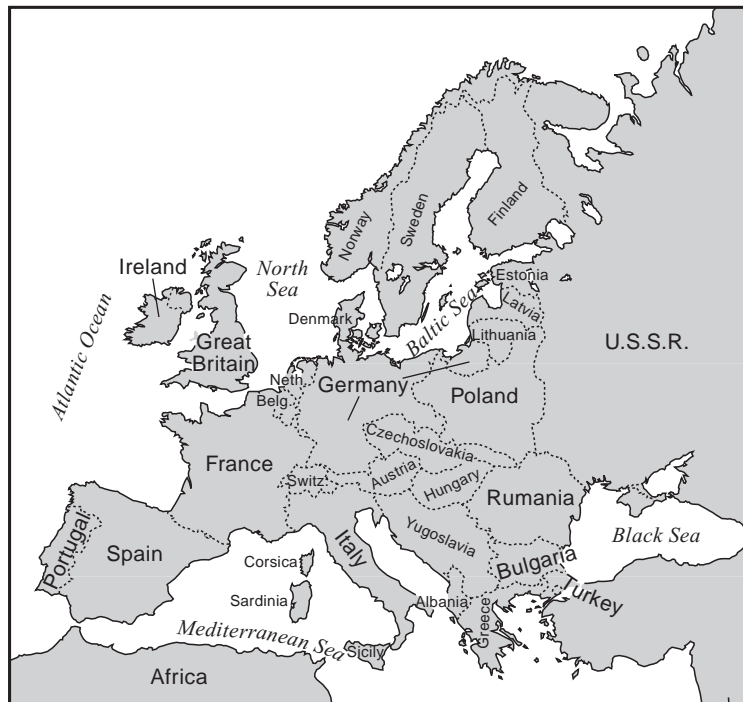 Norway
Sweden
Finland
Ireland
North
Sea
Estonia
Latvia
Baltic Sea
Denmark
Lithuania
Atlantic Ocean
Great
Britain
U.S.S.R.
Neth.
Germany
Belg.
Poland
Czechoslovakia
France
Switz.
Austria
Hungary
Rumania
Yugoslavia
Black Sea
Portugal
Spain
Italy
Bulgaria
Corsica
Turkey
Sardinia
Albania
Greece
Mediterranean Sea
Sicily
Africa